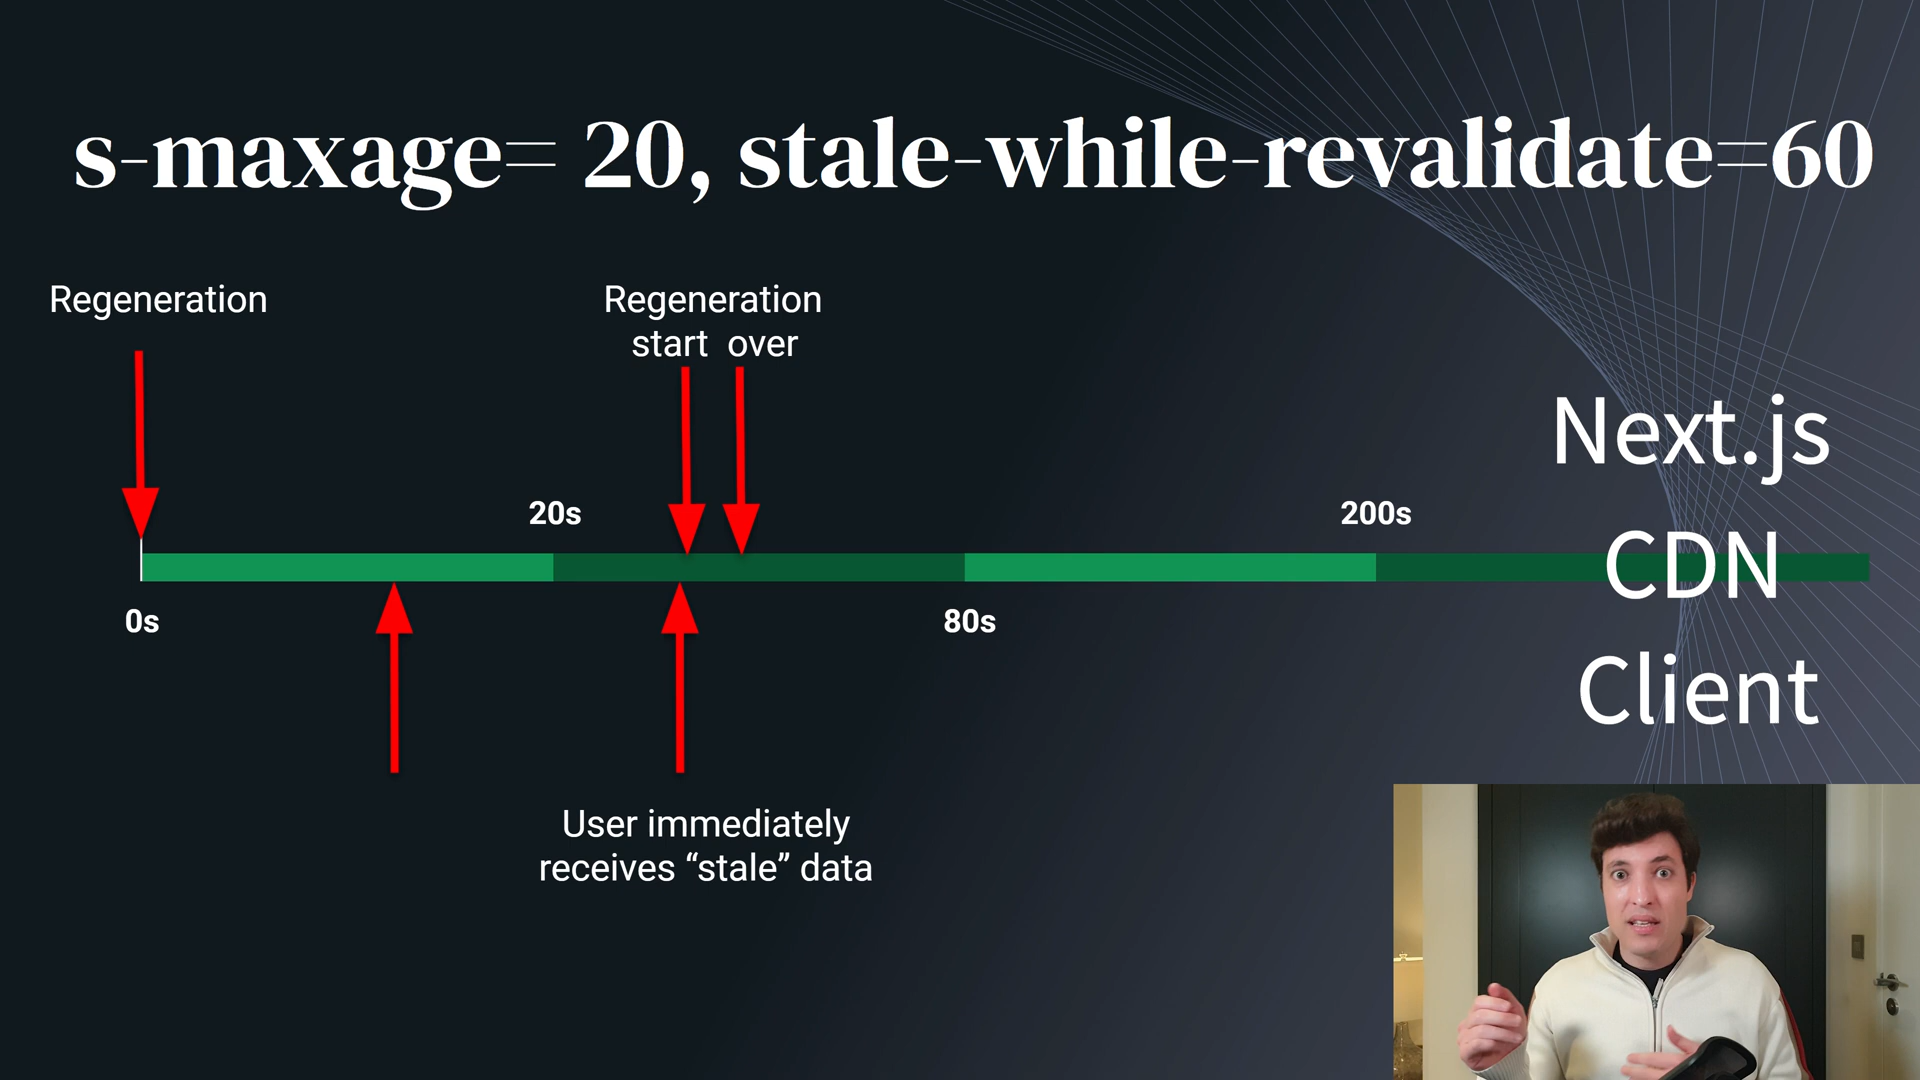 s-maxage= 20, stale-while-revalidate=60
Regeneration
Regeneration
start over
20s
200s
0s
80s
User immediately
receives “stale” data
Next.js
CDN
Client